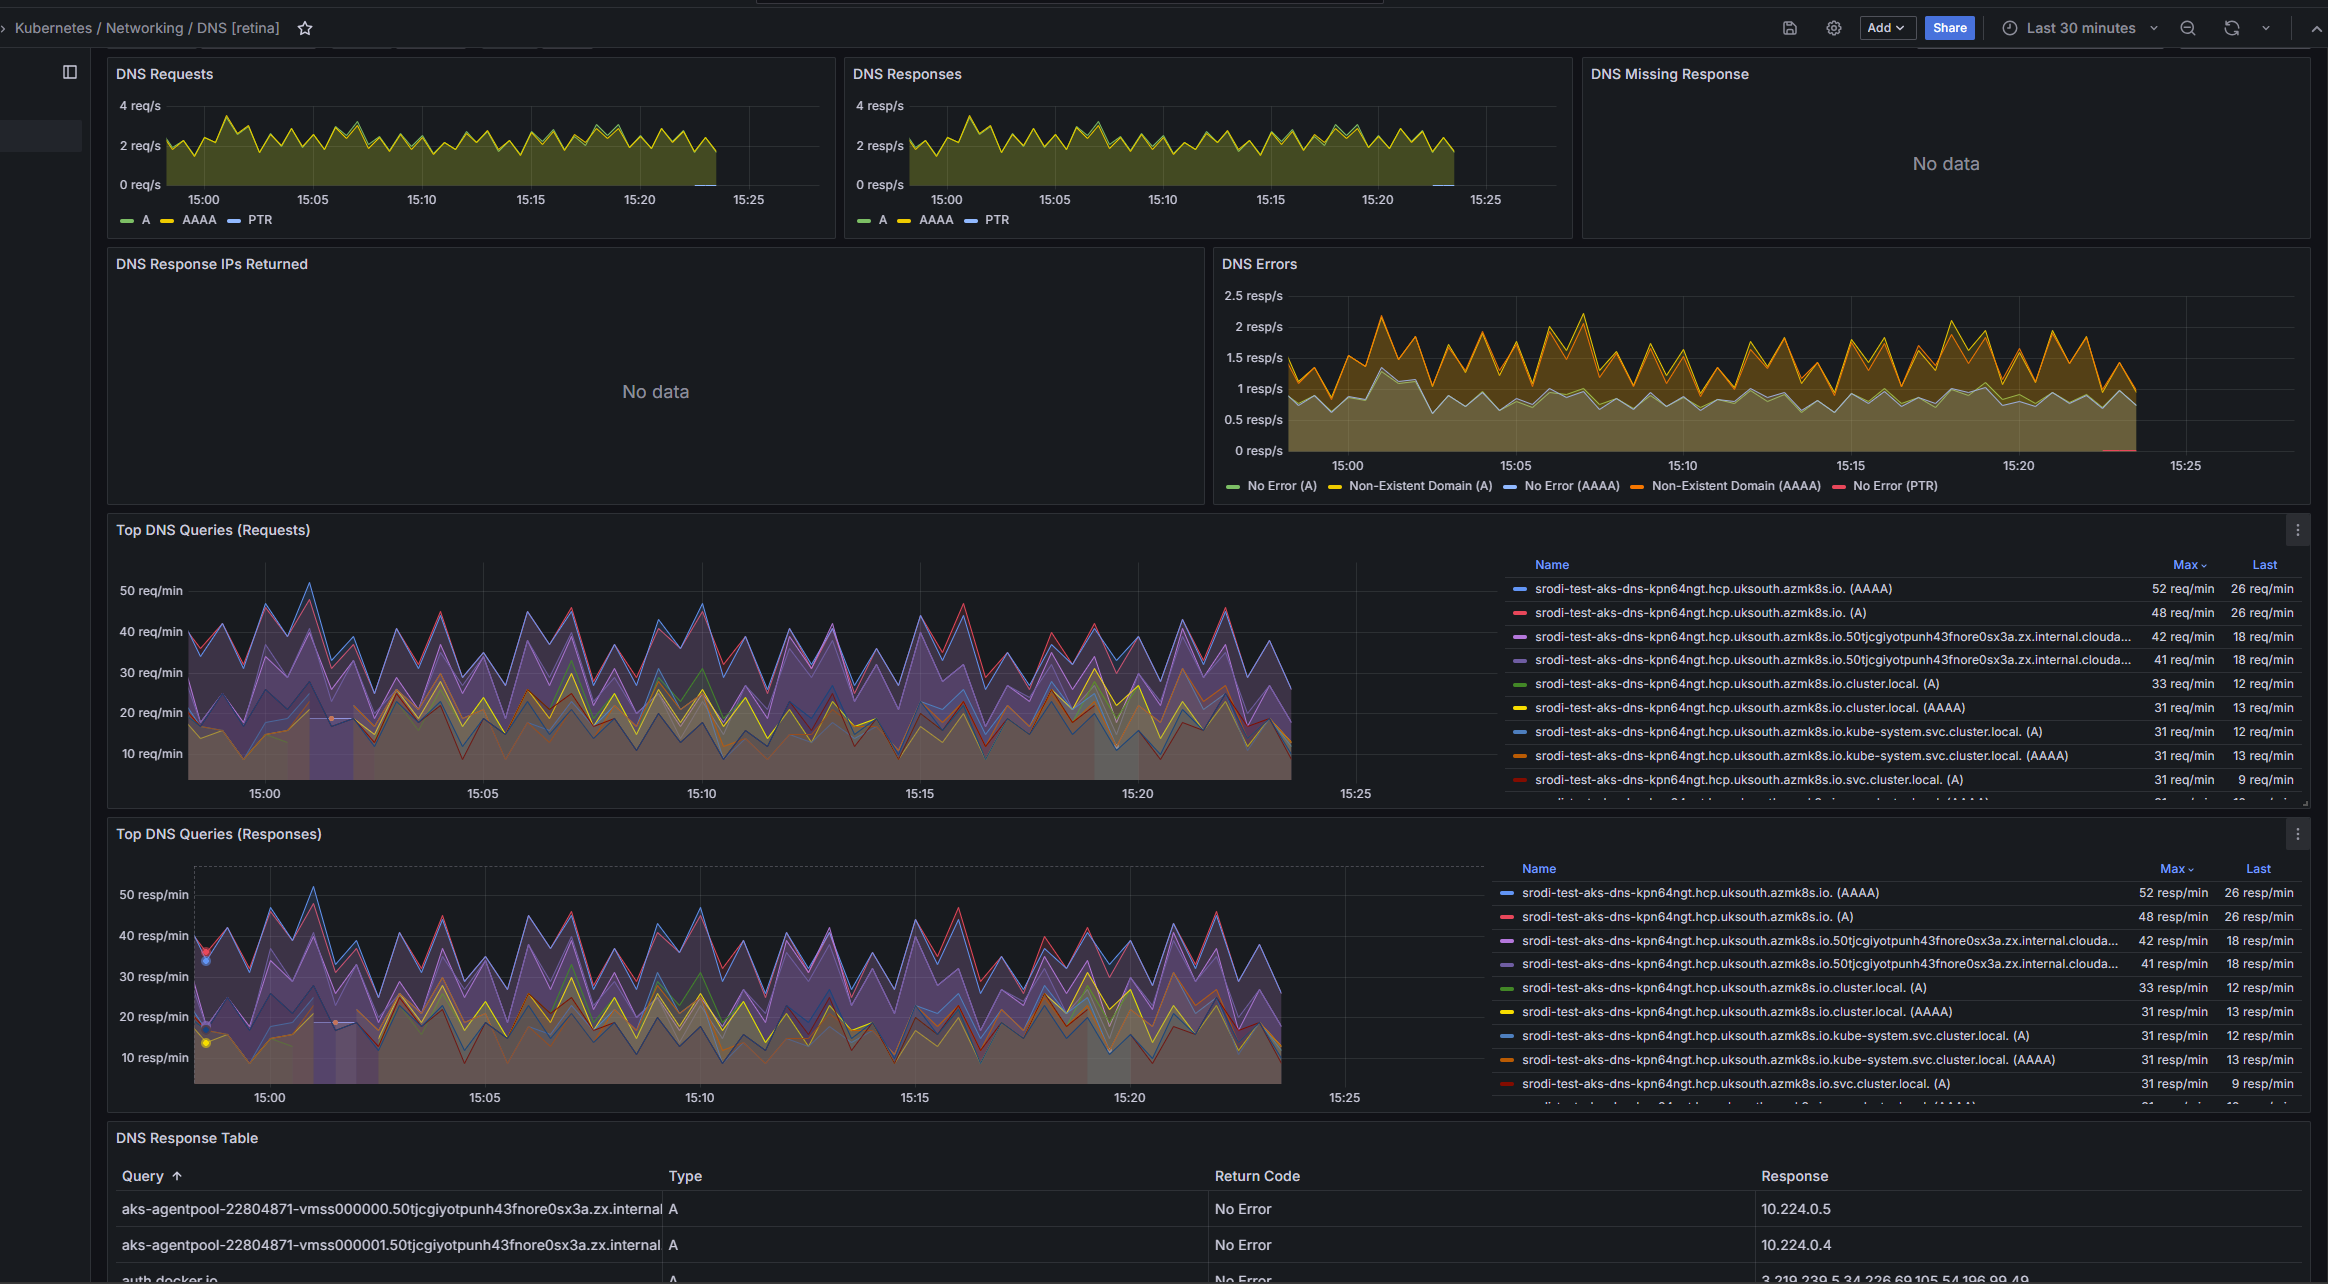 Kubernetes / Networking / DNS [retina]
Add
Share
Last 30 minutes
DNS Requests
4 req/s
2 req/s
0 req/s
15:00 15:05 15:10 15:15 15:20 15:25
A AAAA PTR
DNS Responses
4 resp/s
2 resp/s
0 resp/s
15:00 15:05 15:10 15:15 15:20 15:25
A AAAA PTR
DNS Missing Response
No data
DNS Response IPs Returned
No data
DNS Errors
2.5 resp/s
2 resp/s
1.5 resp/s
1 resp/s
0.5 resp/s
0 resp/s
15:00 15:05 15:10 15:15 15:20 15:25
No Error (A) Non-Existent Domain (A) No Error (AAAA) Non-Existent Domain (AAAA) No Error (PTR)
Top DNS Queries (Requests)
50 req/min
40 req/min
30 req/min
20 req/min
10 req/min
15:00 15:05 15:10 15:15 15:20 15:25
Name Max Last
srodi-test-aks-dns-kpn64ngt.hcp.uksouth.azmk8s.io. (AAAA) 52 req/min 26 req/min
srodi-test-aks-dns-kpn64ngt.hcp.uksouth.azmk8s.io. (A) 48 req/min 26 req/min
srodi-test-aks-dns-kpn64ngt.hcp.uksouth.azmk8s.io.50tjcgiyotpunh43fnore0sx3a.zx.internal.clouda... 42 req/min 18 req/min
srodi-test-aks-dns-kpn64ngt.hcp.uksouth.azmk8s.io.50tjcgiyotpunh43fnore0sx3a.zx.internal.clouda... 41 req/min 18 req/min
srodi-test-aks-dns-kpn64ngt.hcp.uksouth.azmk8s.io.cluster.local. (A) 33 req/min 12 req/min
srodi-test-aks-dns-kpn64ngt.hcp.uksouth.azmk8s.io.cluster.local. (AAAA) 31 req/min 13 req/min
srodi-test-aks-dns-kpn64ngt.hcp.uksouth.azmk8s.io.kube-system.svc.cluster.local. (A) 31 req/min 12 req/min
srodi-test-aks-dns-kpn64ngt.hcp.uksouth.azmk8s.io.kube-system.svc.cluster.local. (AAAA) 31 req/min 13 req/min
srodi-test-aks-dns-kpn64ngt.hcp.uksouth.azmk8s.io.svc.cluster.local. (A) 31 req/min 9 req/min
Top DNS Queries (Responses)
50 resp/min
40 resp/min
30 resp/min
20 resp/min
10 resp/min
15:00 15:05 15:10 15:15 15:20 15:25
Name Max Last
srodi-test-aks-dns-kpn64ngt.hcp.uksouth.azmk8s.io. (AAAA) 52 resp/min 26 resp/min
srodi-test-aks-dns-kpn64ngt.hcp.uksouth.azmk8s.io. (A) 48 resp/min 26 resp/min
srodi-test-aks-dns-kpn64ngt.hcp.uksouth.azmk8s.io.50tjcgiyotpunh43fnore0sx3a.zx.internal.clouda... 42 resp/min 18 resp/min
srodi-test-aks-dns-kpn64ngt.hcp.uksouth.azmk8s.io.50tjcgiyotpunh43fnore0sx3a.zx.internal.clouda... 41 resp/min 18 resp/min
srodi-test-aks-dns-kpn64ngt.hcp.uksouth.azmk8s.io.cluster.local. (A) 33 resp/min 12 resp/min
srodi-test-aks-dns-kpn64ngt.hcp.uksouth.azmk8s.io.cluster.local. (AAAA) 31 resp/min 13 resp/min
srodi-test-aks-dns-kpn64ngt.hcp.uksouth.azmk8s.io.kube-system.svc.cluster.local. (A) 31 resp/min 12 resp/min
srodi-test-aks-dns-kpn64ngt.hcp.uksouth.azmk8s.io.kube-system.svc.cluster.local. (AAAA) 31 resp/min 13 resp/min
srodi-test-aks-dns-kpn64ngt.hcp.uksouth.azmk8s.io.svc.cluster.local. (A) 31 resp/min 9 resp/min
DNS Response Table
Query Type Return Code Response
aks-agentpool-22804871-vmss000000.50tjcgiyotpunh43fnore0sx3a.zx.internal A No Error 10.224.0.5
aks-agentpool-22804871-vmss000001.50tjcgiyotpunh43fnore0sx3a.zx.internal. A No Error 10.224.0.4
auth.docker.io A No Error